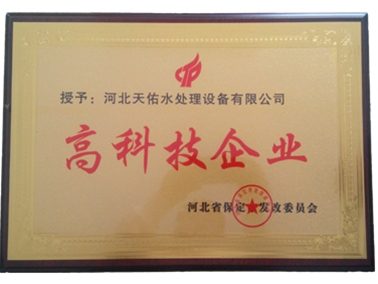 授予：河北天佑水处理设备有限公司
高科技企业
河北省保定 发改委员会